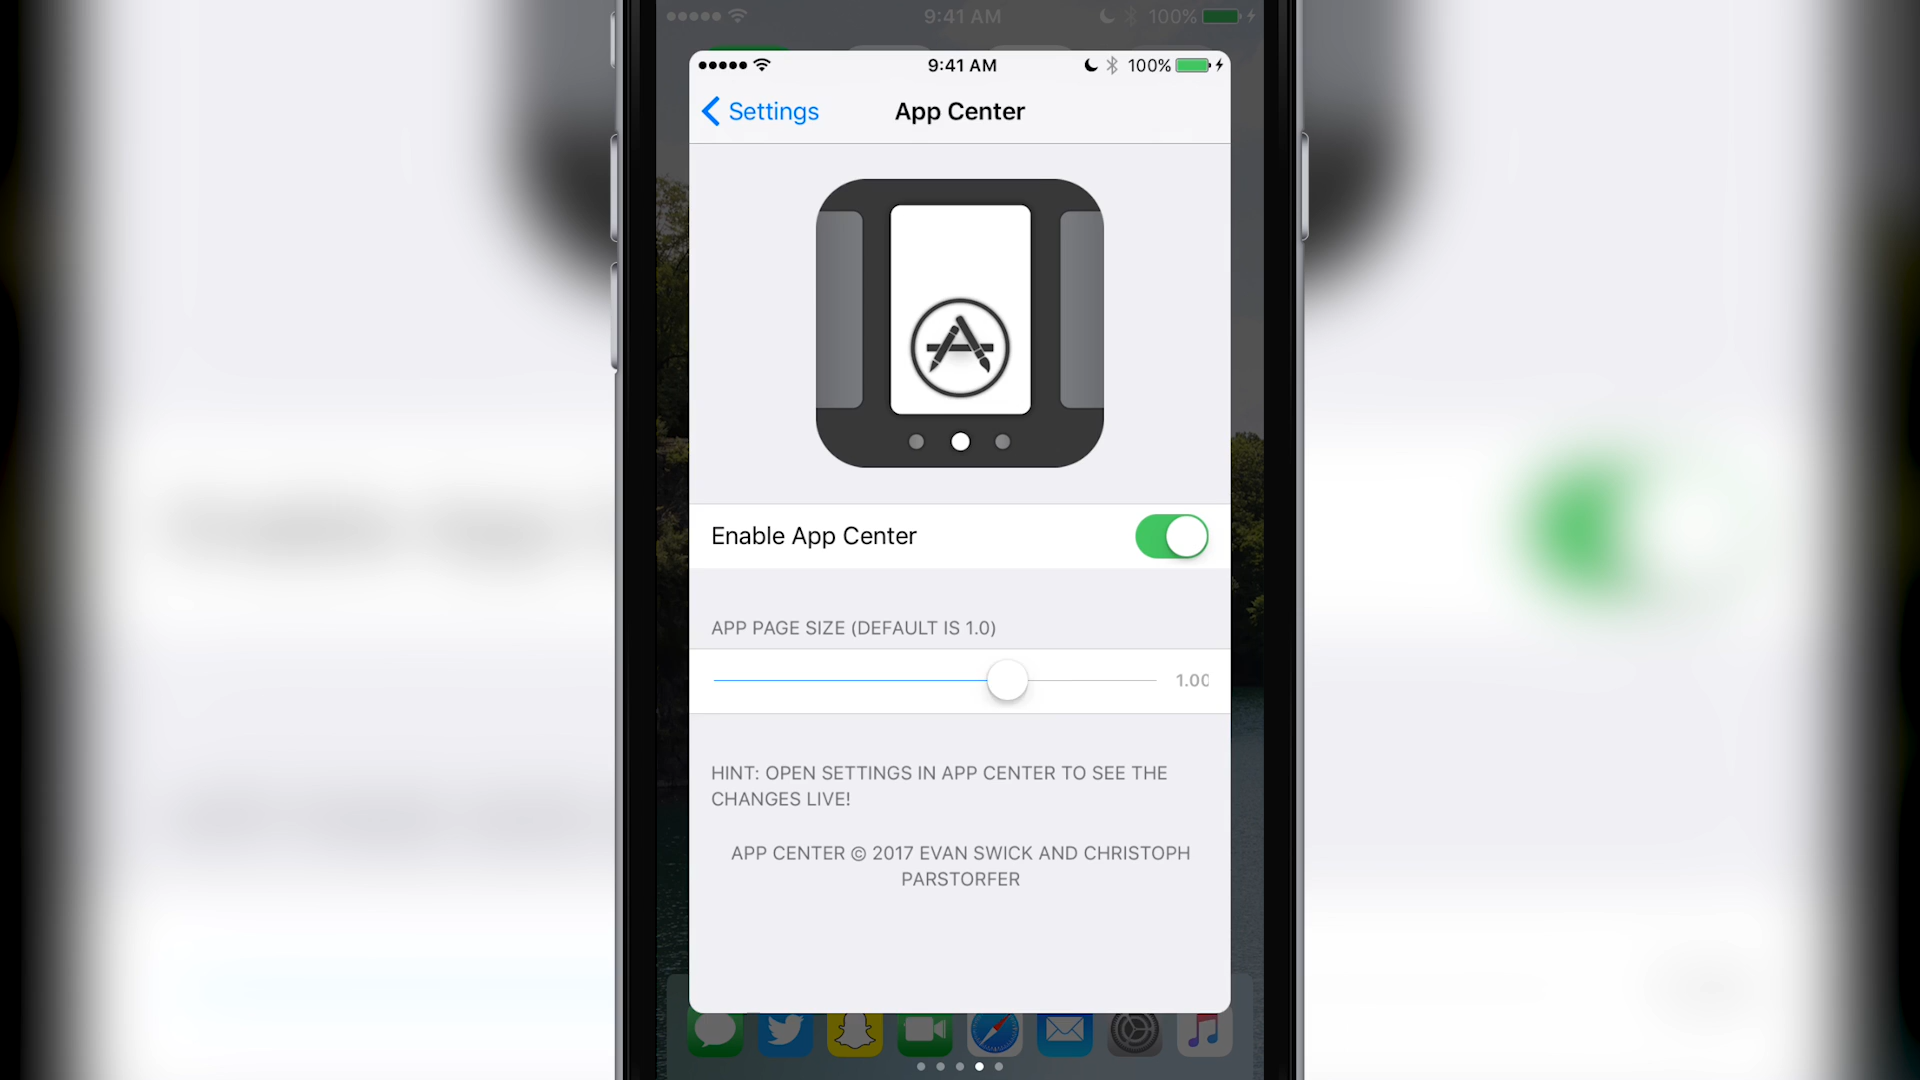 9:41 AM
100%
9:41 AM
100%
Settings
App Center
Enable App Center
APP PAGE SIZE (DEFAULT IS 1.0)
1.00
HINT: OPEN SETTINGS IN APP CENTER TO SEE THE
CHANGES LIVE!
APP CENTER © 2017 EVAN SWICK AND CHRISTOPH
PARSTORFER